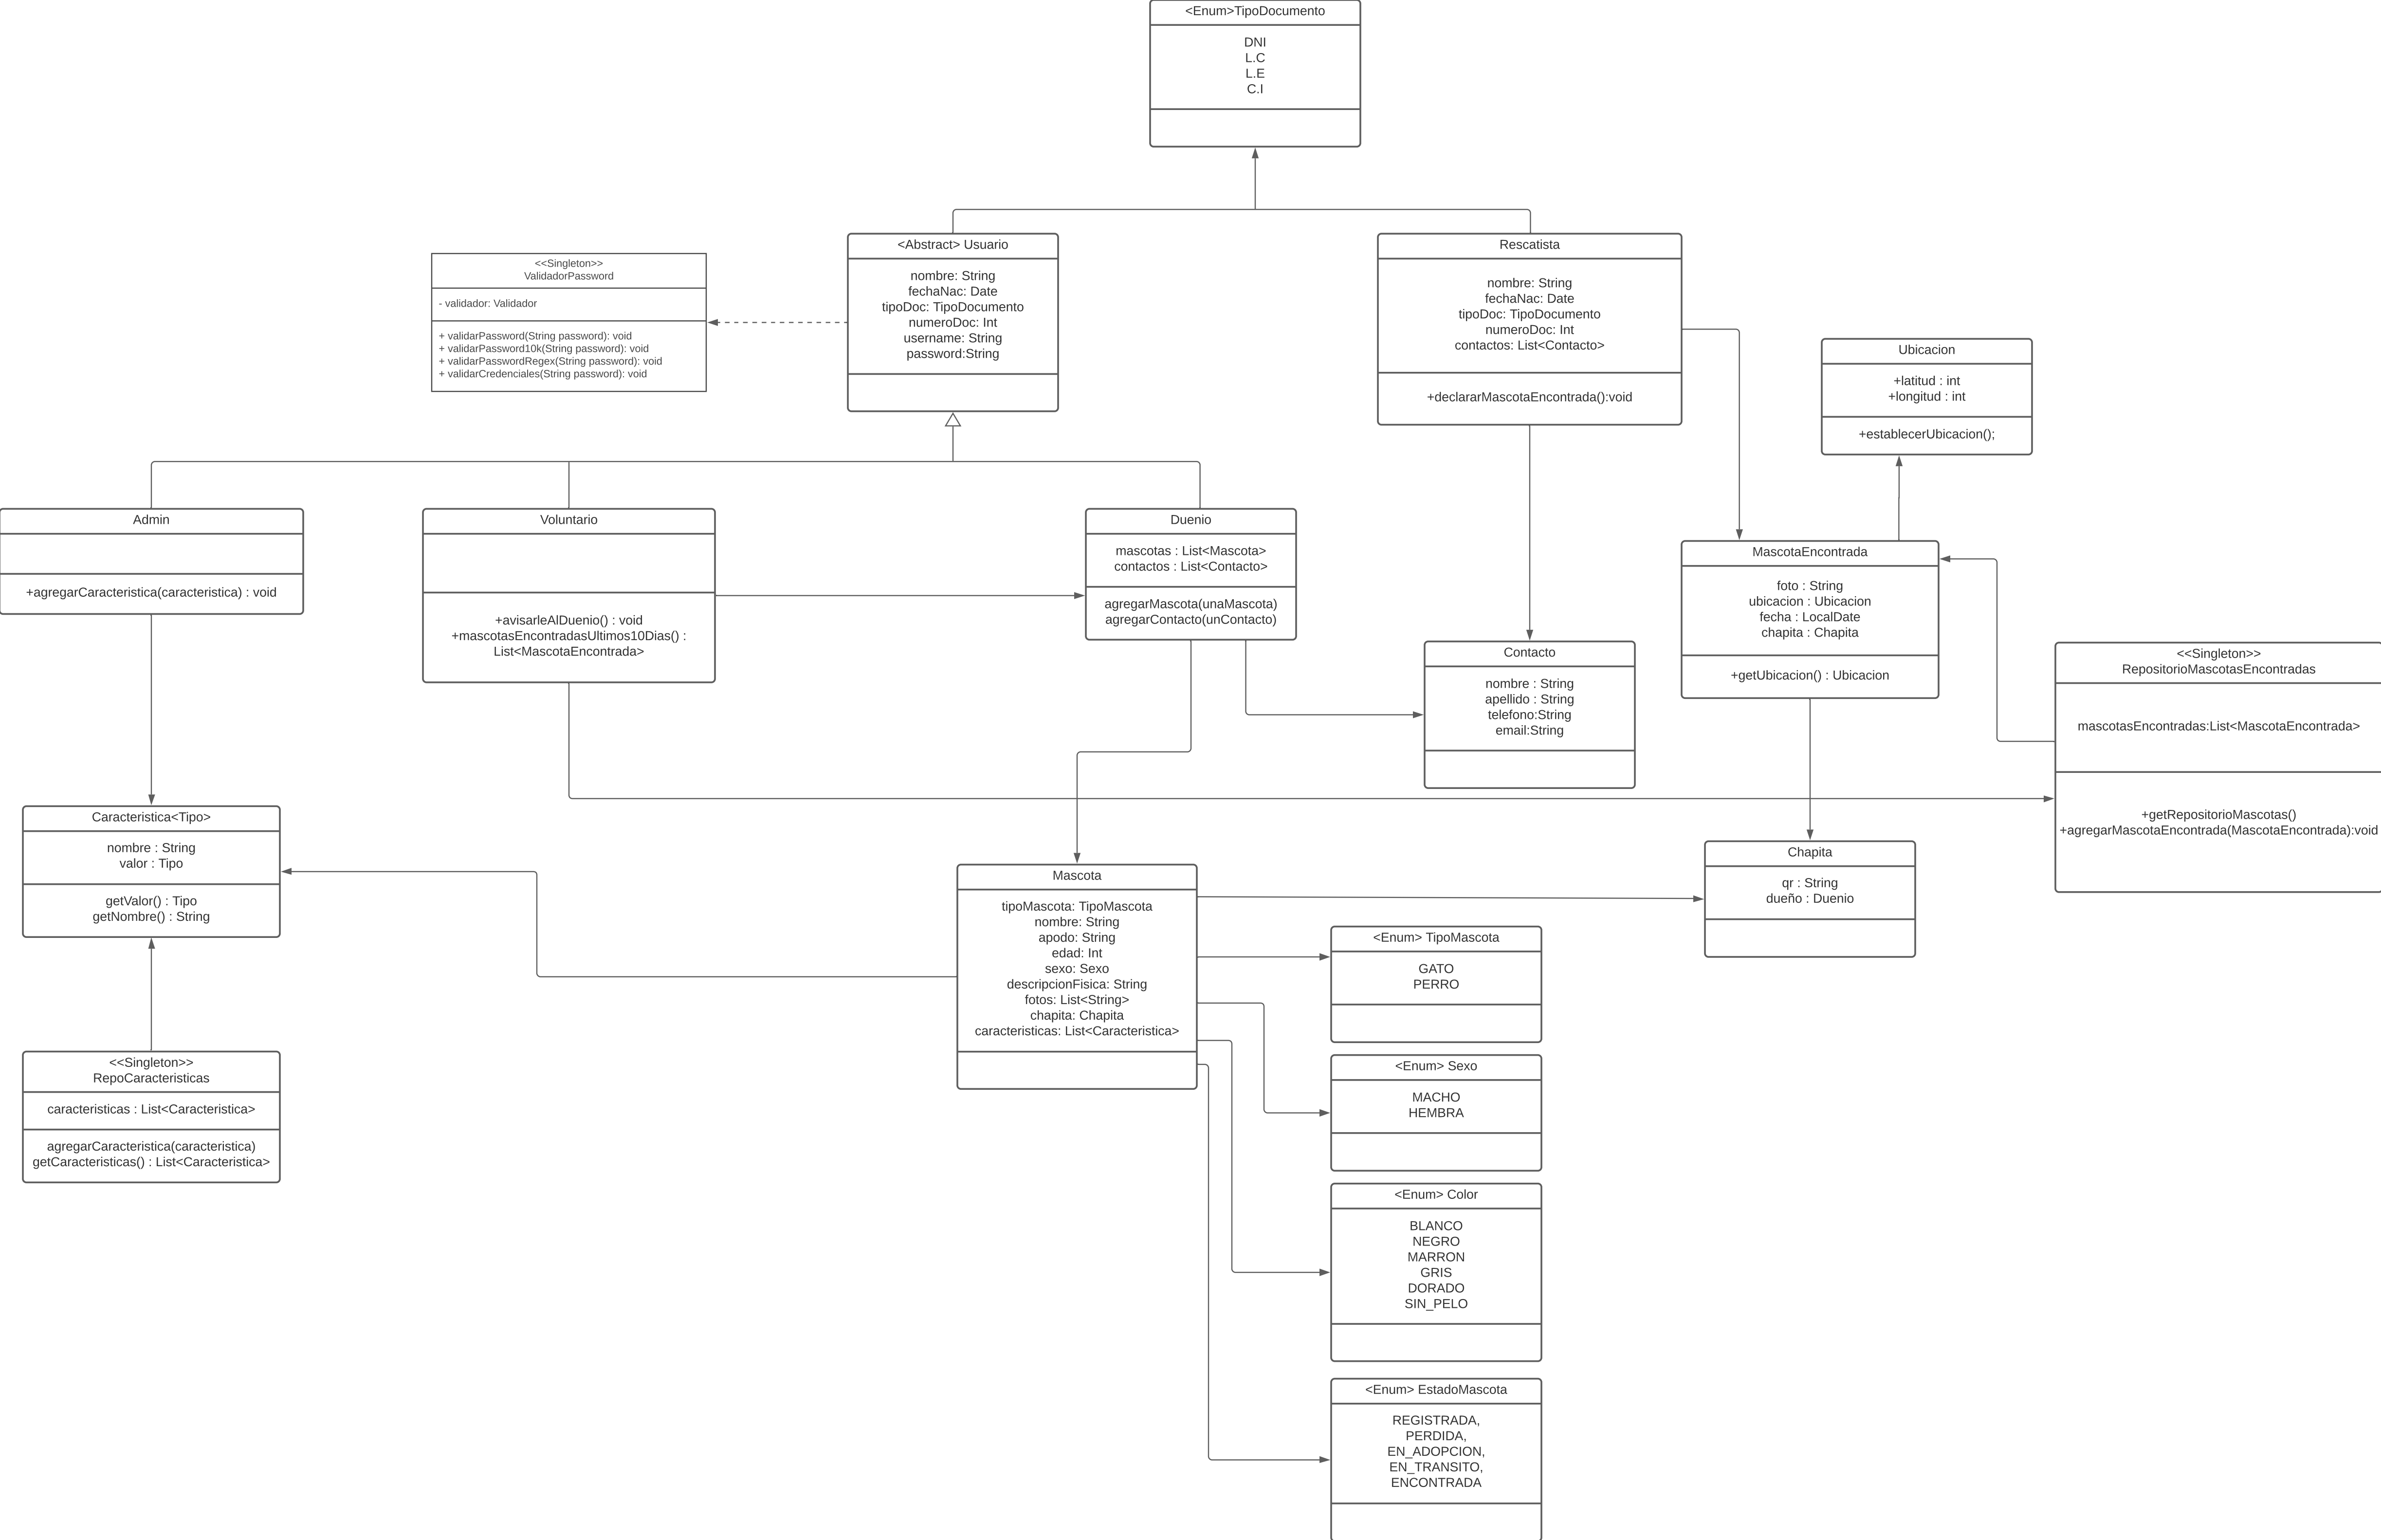 <Enum>TipoDocumento
DNI
L.C
L.E
C.I
<<Singleton>>
ValidadorPassword
- validador: Validador
+ validarPassword(String password): void
+ validarPassword10k(String password): void
+ validarPasswordRegex(String password): void
+ validarCredenciales(String password): void
<Abstract> Usuario
nombre: String
fechaNac: Date
tipoDoc: TipoDocumento
numeroDoc: Int
username: String
password:String
Rescatista
nombre: String
fechaNac: Date
tipoDoc: TipoDocumento
numeroDoc: Int
contactos: List<Contacto>
+declararMascotaEncontrada():void
Ubicacion
+latitud : int
+longitud : int
+establecerUbicacion();
Admin
+agregarCaracteristica(caracteristica) : void
Voluntario
+avisarleAlDuenio() : void
+mascotasEncontradasUltimos10Dias() :
List<MascotaEncontrada>
Duenio
mascotas : List<Mascota>
contactos : List<Contacto>
agregarMascota(unaMascota)
agregarContacto(unContacto)
MascotaEncontrada
foto : String
ubicacion : Ubicacion
fecha : LocalDate
chapita : Chapita
+getUbicacion() : Ubicacion
Contacto
nombre : String
apellido : String
telefono:String
email:String
<<Singleton>>
RepositorioMascotasEncontradas
mascotasEncontradas:List<MascotaEncontrada>
+getRepositorioMascotas()
+agregarMascotaEncontrada(MascotaEncontrada):void
Caracteristica<Tipo>
nombre : String
valor : Tipo
getValor() : Tipo
getNombre() : String
Mascota
tipoMascota: TipoMascota
nombre: String
apodo: String
edad: Int
sexo: Sexo
descripcionFisica: String
fotos: List<String>
chapita: Chapita
caracteristicas: List<Caracteristica>
Chapita
qr : String
dueño : Duenio
<Enum> TipoMascota
GATO
PERRO
<<Singleton>>
RepoCaracteristicas
caracteristicas : List<Caracteristica>
agregarCaracteristica(caracteristica)
getCaracteristicas() : List<Caracteristica>
<Enum> Sexo
MACHO
HEMBRA
<Enum> Color
BLANCO
NEGRO
MARRON
GRIS
DORADO
SIN_PELO
<Enum> EstadoMascota
REGISTRADA,
PERDIDA,
EN_ADOPCION,
EN_TRANSITO,
ENCONTRADA